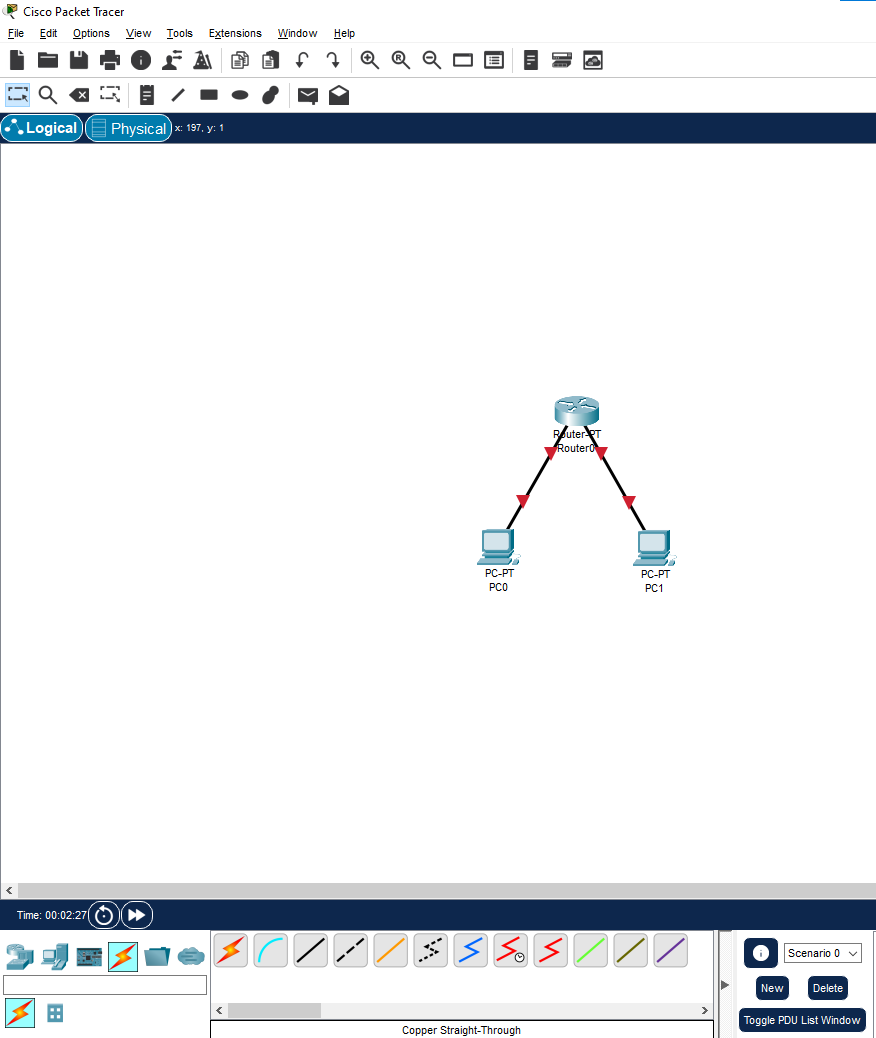 Cisco Packet Tracer
File Edit Options View Tools Extensions Window Help
Logical Physical x: 197, y: 1
Router-PT
Router0
PC-PT
PC0
PC-PT
PC1
Time: 00:02:27
Scenario 0
New Delete
Toggle PDU List Window
Copper Straight-Through